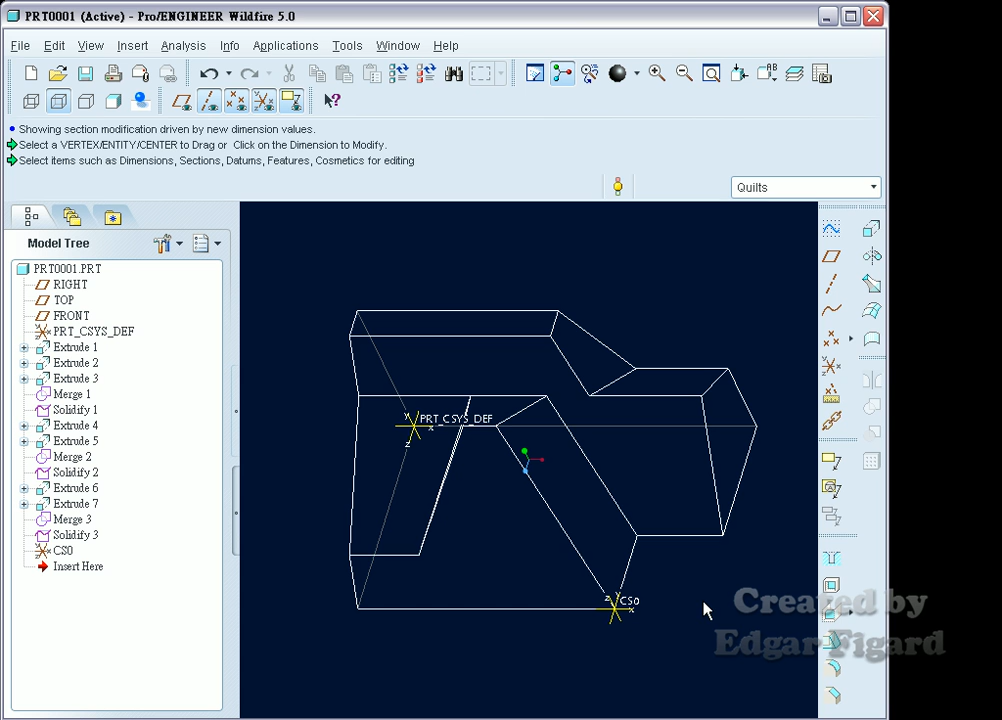 PRT0001 (Active) - Pro/ENGINEER Wildfire 5.0
File Edit View Insert Analysis Info Applications Tools Window Help
Showing section modification driven by new dimension values.
Select a VERTEX/ENTITY/CENTER to Drag or Click on the Dimension to Modify.
Select items such as Dimensions, Sections, Datums, Features, Cosmetics for editing
Quilts
Model Tree
PRT0001.PRT
RIGHT
TOP
FRONT
PRT_CSYS_DEF
Extrude 1
Extrude 2
Extrude 3
Merge 1
Solidify 1
Extrude 4
Extrude 5
Merge 2
Solidify 2
Extrude 6
Extrude 7
Merge 3
Solidify 3
CS0
Insert Here
Y
PRT_CSYS_DEF
X
Z
Z Y CS0
X
Created by
Edgar Figard